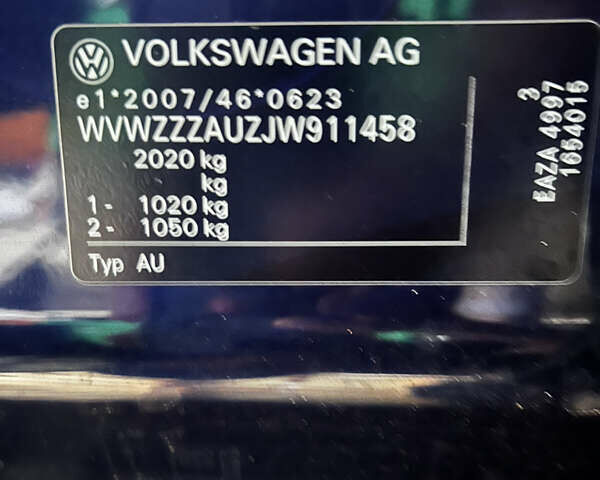 VOLKSWAGEN AG
e1*2007/46*0623
WVWZZZAUZJW911458
2020 kg
kg
1- 1020 kg
2- 1050 kg
Typ AU
3
EAZA 4997
1654015